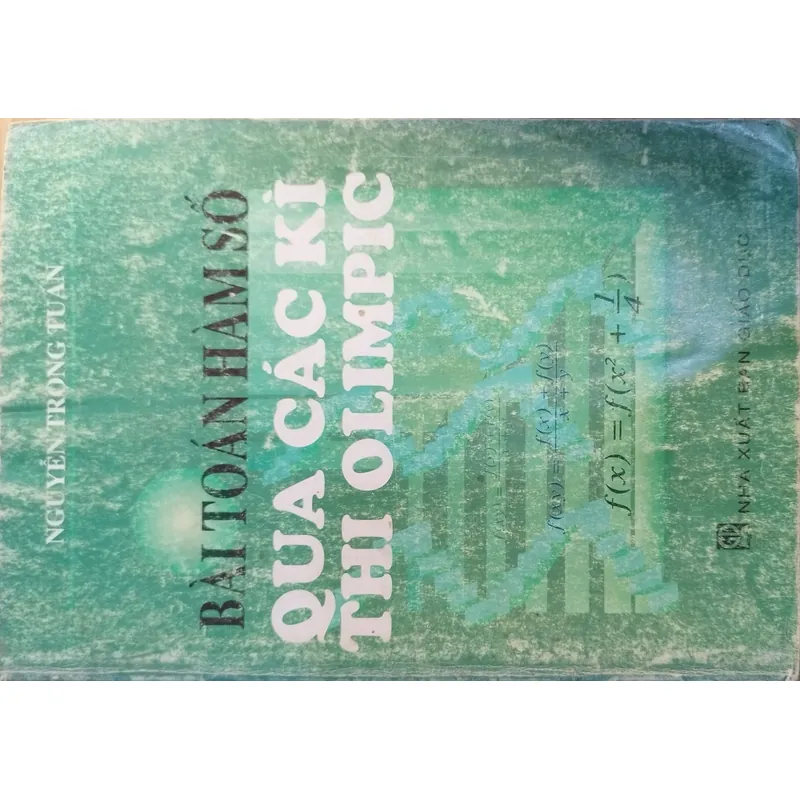 NGUYỄN TRỌNG TUẤN
BÀI TOÁN HÀM SỐ
QUA CÁC KÌ
THI OLIMPIC
f(xy) = f(x) + f(y) / x + y
f(x) = f(x² + 1/4)
NHÀ XUẤT BẢN GIÁO DỤC